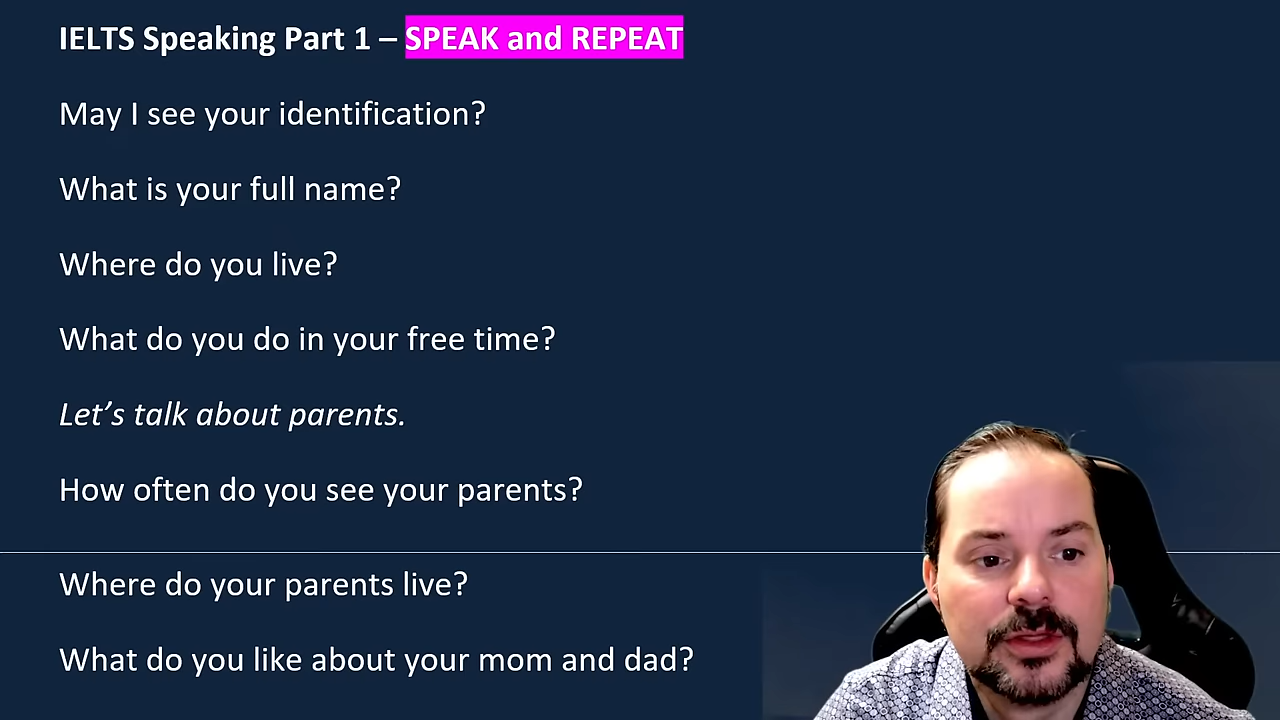 IELTS Speaking Part 1 – SPEAK and REPEAT
May I see your identification?
What is your full name?
Where do you live?
What do you do in your free time?
Let’s talk about parents.
How often do you see your parents?
Where do your parents live?
What do you like about your mom and dad?